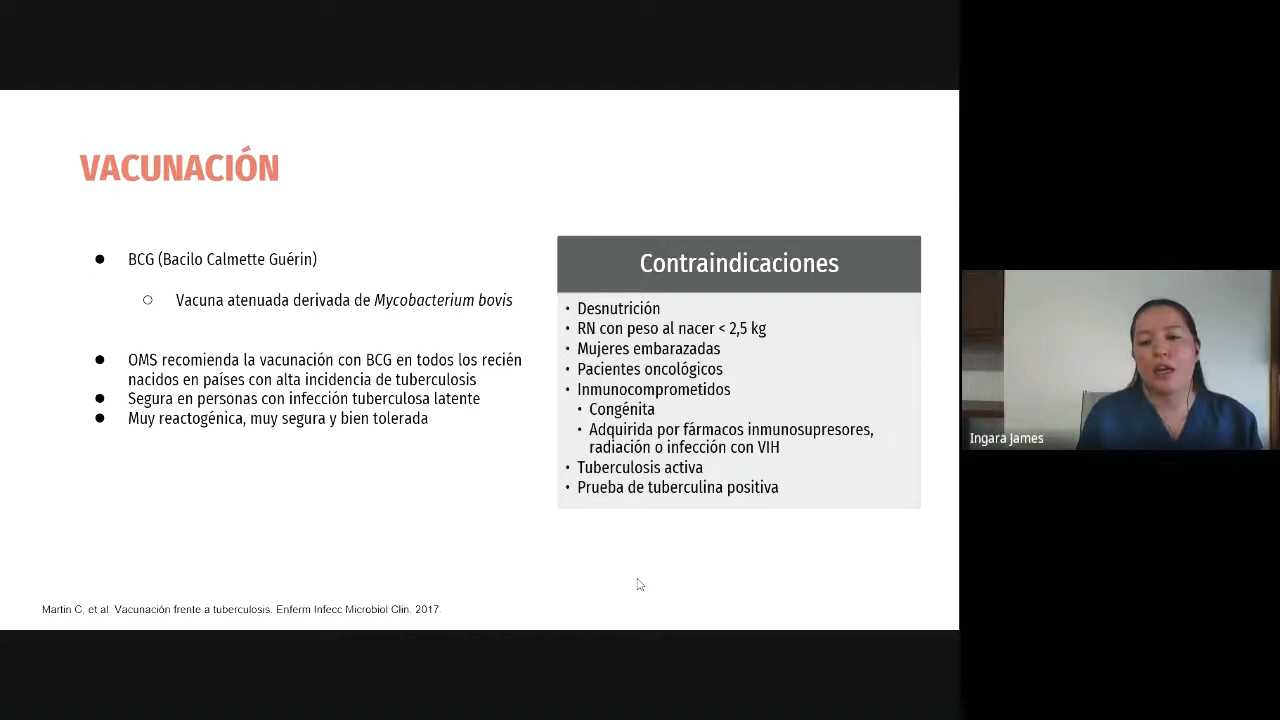 VACUNACIÓN
● BCG (Bacilo Calmette Guérin)
○ Vacuna atenuada derivada de Mycobacterium bovis
● OMS recomienda la vacunación con BCG en todos los recién
nacidos en países con alta incidencia de tuberculosis
● Segura en personas con infección tuberculosa latente
● Muy reactogénica, muy segura y bien tolerada
Contraindicaciones
• Desnutrición
• RN con peso al nacer < 2,5 kg
• Mujeres embarazadas
• Pacientes oncológicos
• Inmunocomprometidos
• Congénita
• Adquirida por fármacos inmunosupresores,
radiación o infección con VIH
• Tuberculosis activa
• Prueba de tuberculina positiva
Martin C, et al. Vacunación frente a tuberculosis. Enferm Infecc Microbiol Clin. 2017.
Ingara James